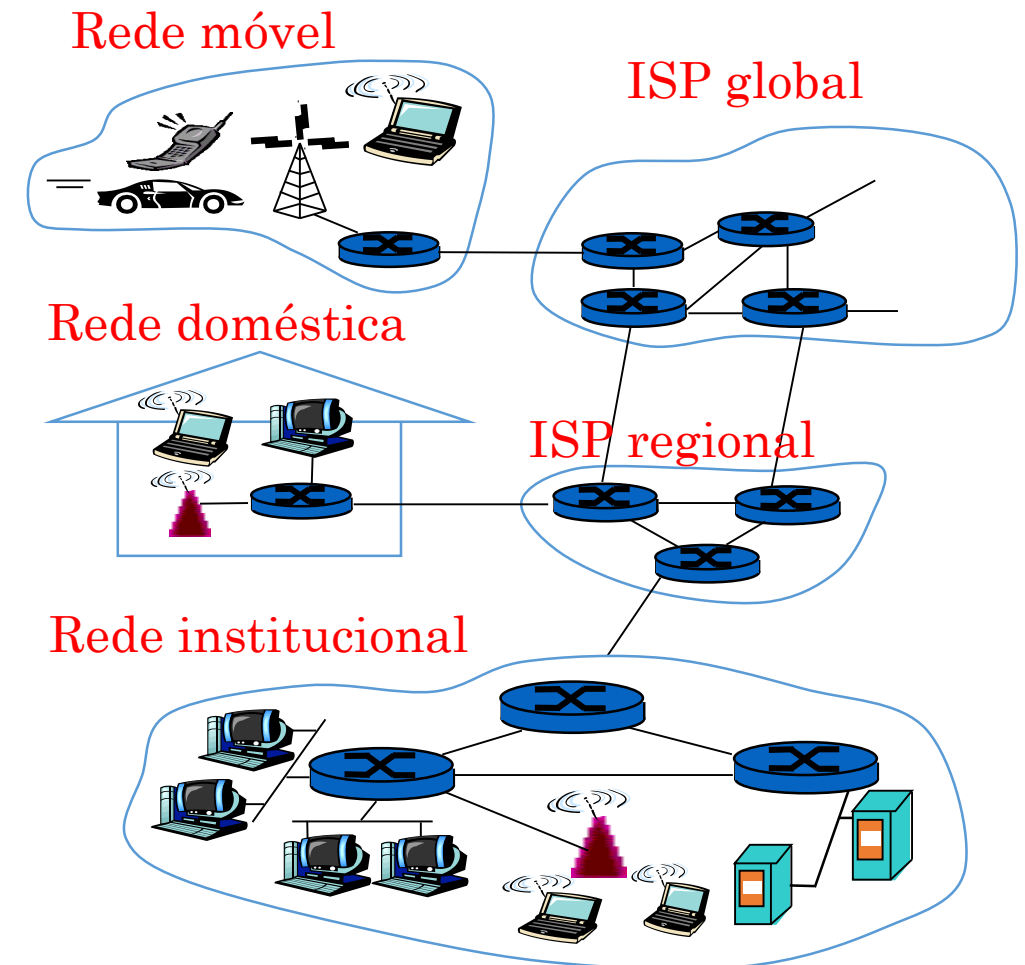 Rede móvel
ISP global
Rede doméstica
ISP regional
Rede institucional